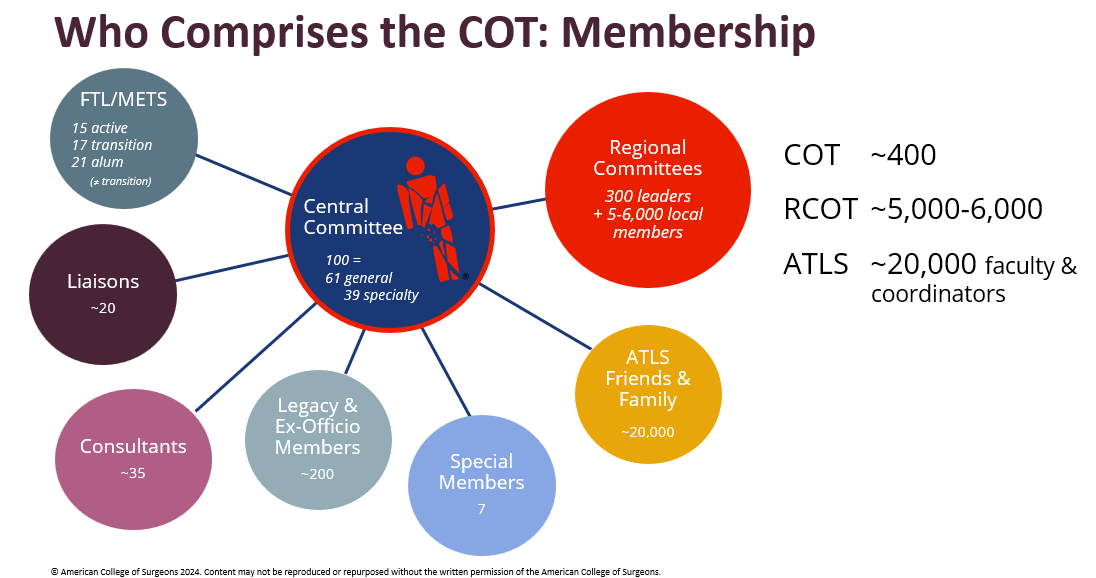 Who Comprises the COT: Membership
FTL/METS
15 active
17 transition
21 alum
(≠ transition)
Central
Committee
100 =
61 general
39 specialty
®
Regional
Committees
300 leaders
+ 5-6,000 local
members
COT ~400
RCOT ~5,000-6,000
ATLS ~20,000 faculty &
coordinators
Liaisons
~20
ATLS
Friends &
Family
~20,000
Consultants
~35
Legacy &
Ex-Officio
Members
~200
Special
Members
7
© American College of Surgeons 2024. Content may not be reproduced or repurposed without the written permission of the American College of Surgeons.